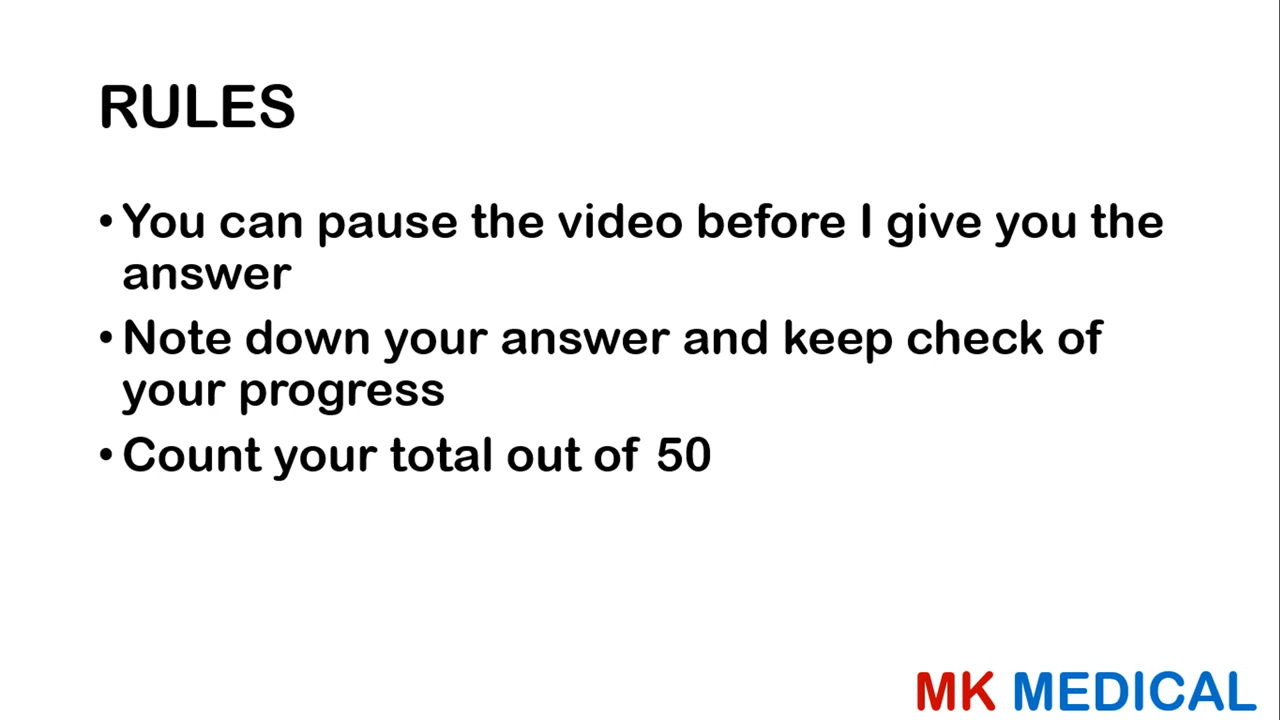 RULES
• You can pause the video before I give you the
answer
• Note down your answer and keep check of
your progress
• Count your total out of 50
MK MEDICAL